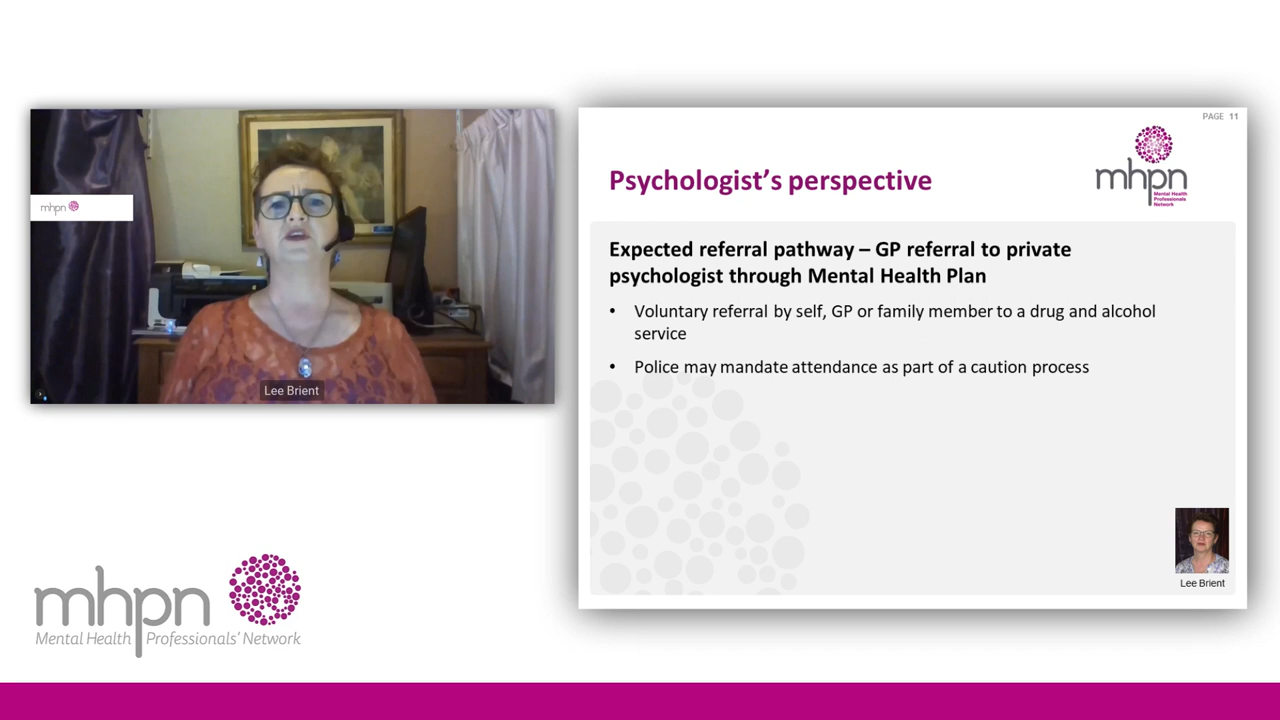 mhpn
Lee Brient
mhpn
Mental Health Professionals' Network
PAGE 11
Psychologist's perspective
mhpn
Mental Health
Professionals
Network
Expected referral pathway – GP referral to private
psychologist through Mental Health Plan
• Voluntary referral by self, GP or family member to a drug and alcohol
service
• Police may mandate attendance as part of a caution process
Lee Brient